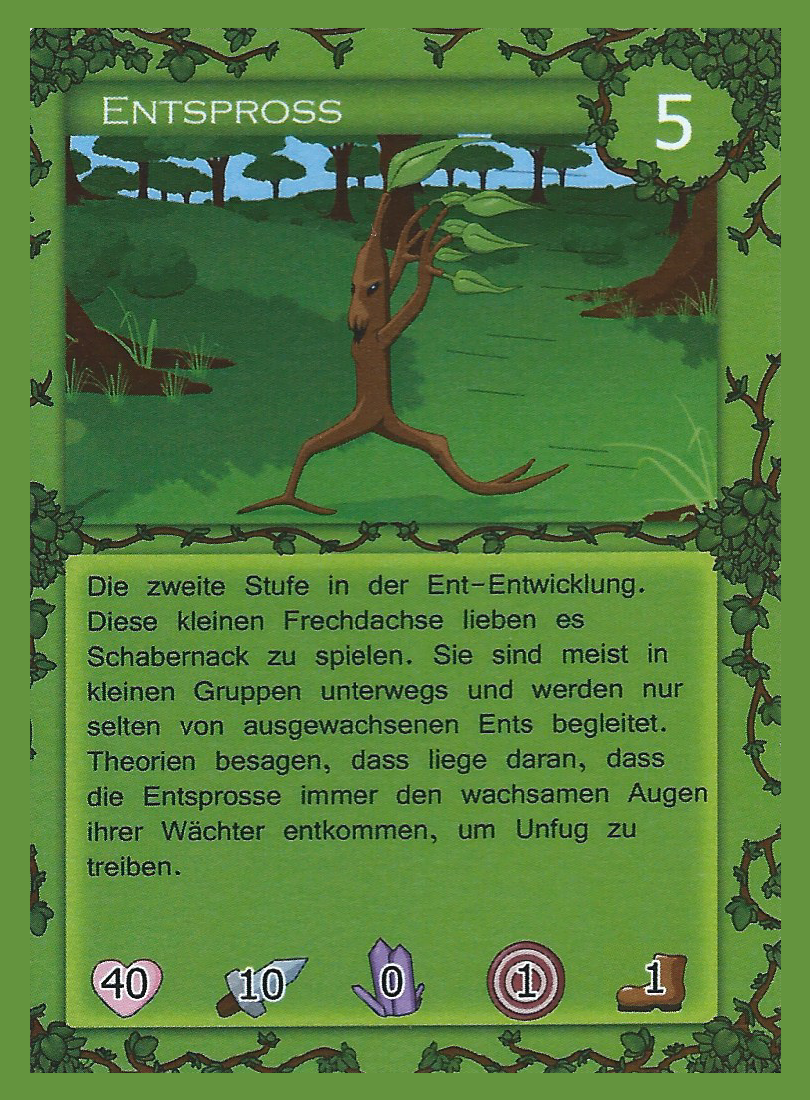 Entspross
5
Die zweite Stufe in der Ent-Entwicklung.
Diese kleinen Frechdachse lieben es
Schabernack zu spielen. Sie sind meist in
kleinen Gruppen unterwegs und werden nur
selten von ausgewachsenen Ents begleitet.
Theorien besagen, dass liege daran, dass
die Entsprosse immer den wachsamen Augen
ihrer Wächter entkommen, um Unfug zu
treiben.
40 10 0 1 1